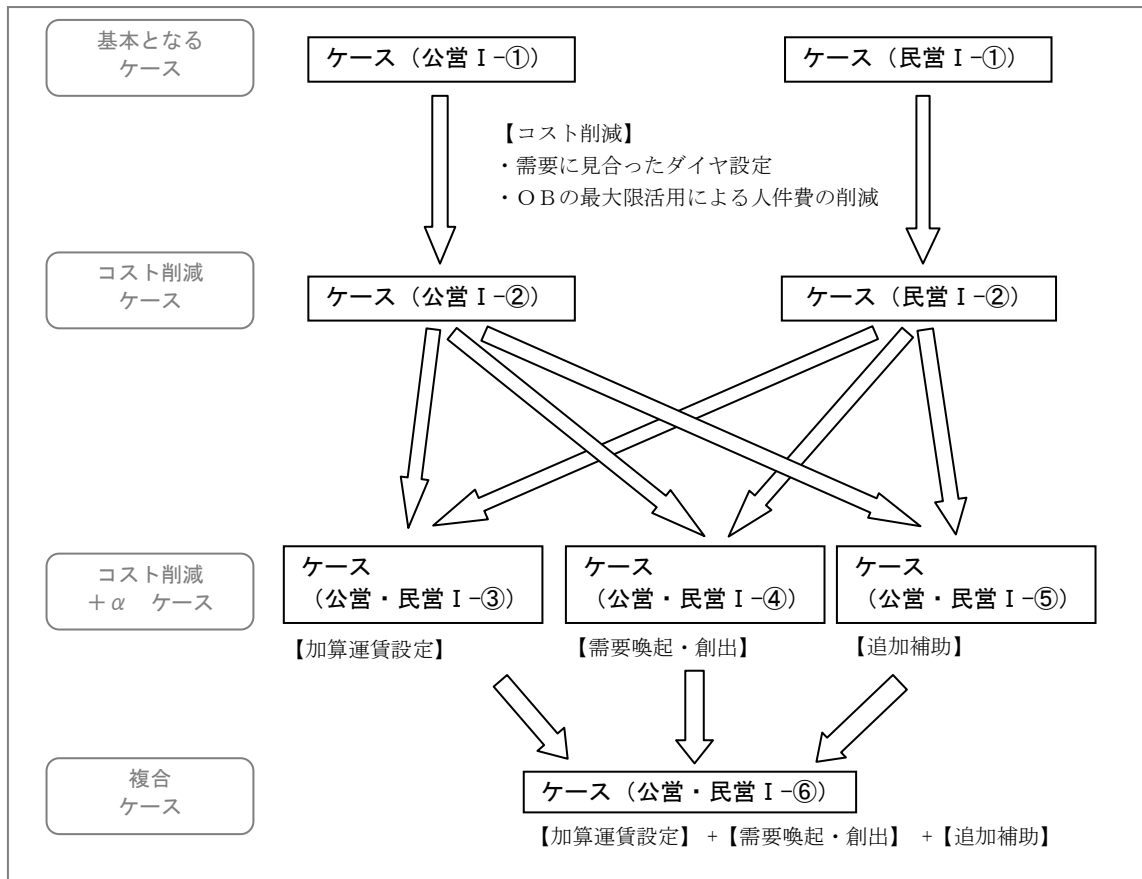 基本となる
ケース
ケース（公営Ⅰ-①）
ケース（民営Ⅰ-①）
【コスト削減】
・需要に見合ったダイヤ設定
・ＯＢの最大限活用による人件費の削減
コスト削減
ケース
ケース（公営Ⅰ-②）
ケース（民営Ⅰ-②）
コスト削減
＋α　ケース
ケース
（公営・民営Ⅰ-③）
ケース
（公営・民営Ⅰ-④）
ケース
（公営・民営Ⅰ-⑤）
【加算運賃設定】
【需要喚起・創出】
【追加補助】
複合
ケース
ケース（公営・民営Ⅰ-⑥）
【加算運賃設定】+【需要喚起・創出】 +【追加補助】